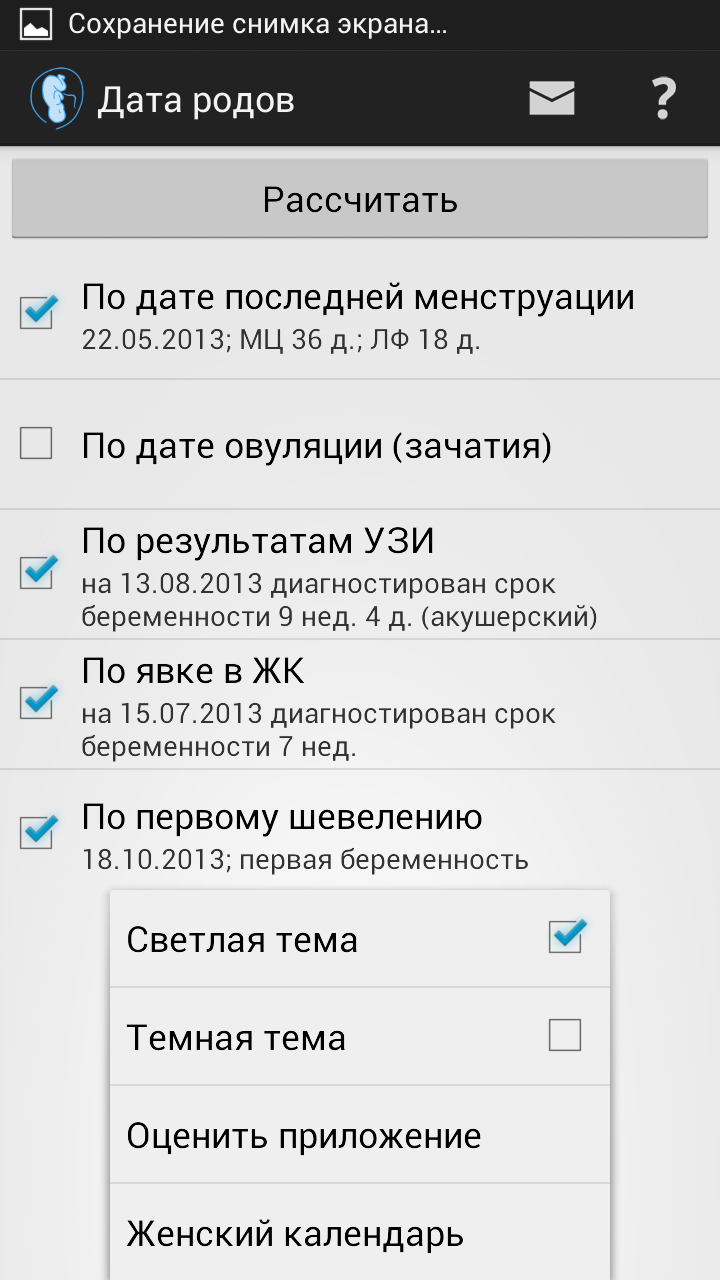 Сохранение снимка экрана...
Дата родов
?
Рассчитать
По дате последней менструации
22.05.2013; МЦ 36 д.; ЛФ 18 д.
По дате овуляции (зачатия)
По результатам УЗИ
на 13.08.2013 диагностирован срок
беременности 9 нед. 4 д. (акушерский)
По явке в ЖК
на 15.07.2013 диагностирован срок
беременности 7 нед.
По первому шевелению
18.10.2013; первая беременность
Светлая тема
Темная тема
Оценить приложение
Женский календарь